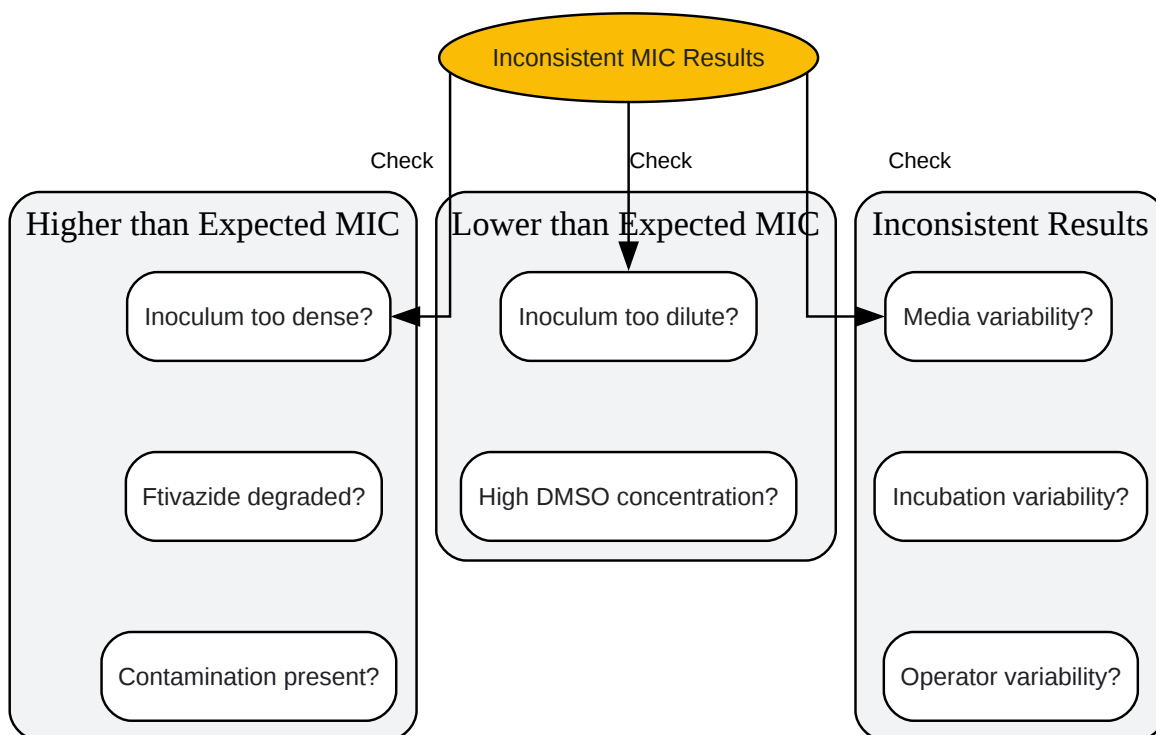 Inconsistent MIC Results
Check
Check
Check
Higher than Expected MIC
Lower than Expected MIC
Inconsistent Results
Inoculum too dense?
Inoculum too dilute?
Media variability?
Ftivazide degraded?
High DMSO concentration?
Incubation variability?
Contamination present?
Operator variability?